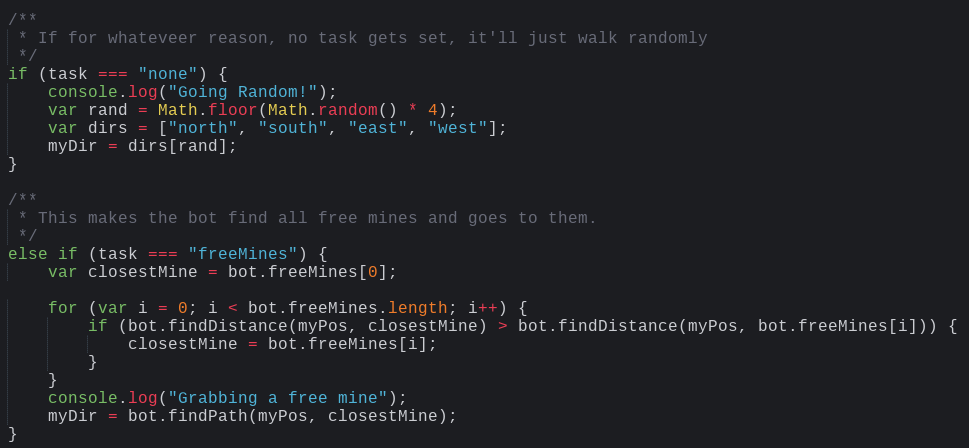 /**
 * If for whateveer reason, no task gets set, it'll just walk randomly
 */
if (task === "none") {
    console.log("Going Random!");
    var rand = Math.floor(Math.random() * 4);
    var dirs = ["north", "south", "east", "west"];
    myDir = dirs[rand];
}

/**
 * This makes the bot find all free mines and goes to them.
 */
else if (task === "freeMines") {
    var closestMine = bot.freeMines[0];

    for (var i = 0; i < bot.freeMines.length; i++) {
        if (bot.findDistance(myPos, closestMine) > bot.findDistance(myPos, bot.freeMines[i])) {
            closestMine = bot.freeMines[i];
        }
    }
    console.log("Grabbing a free mine");
    myDir = bot.findPath(myPos, closestMine);
}